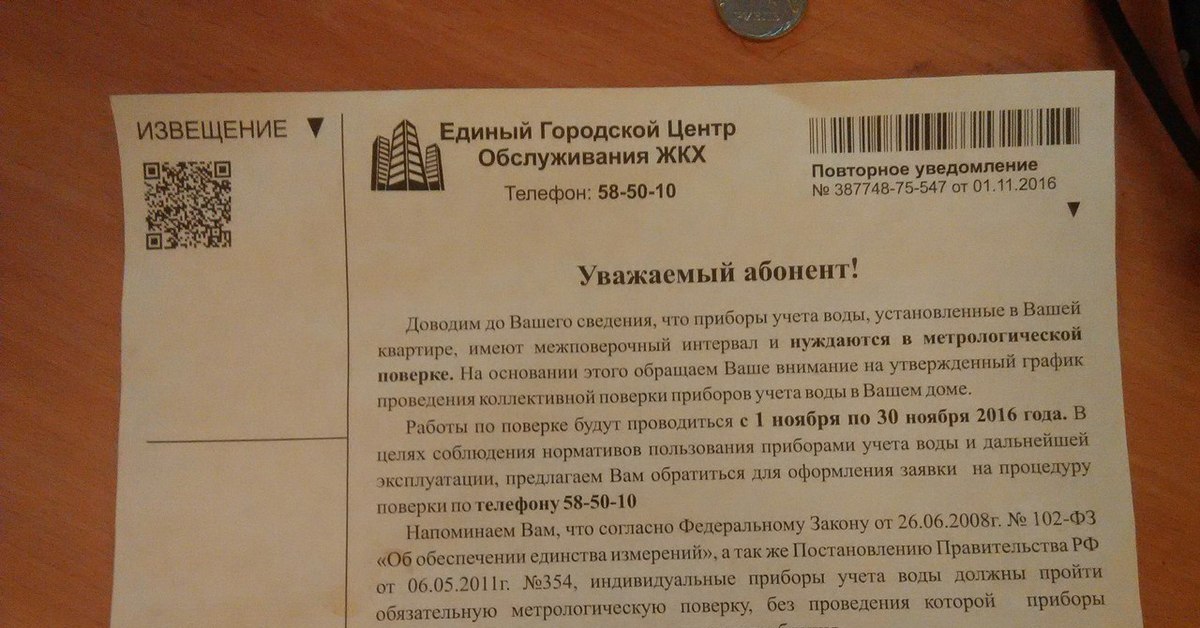 ИЗВЕЩЕНИЕ
Единый Городской Центр
Обслуживания ЖКХ
Телефон: 58-50-10
Повторное уведомление
№ 387748-75-547 от 01.11.2016
Уважаемый абонент!
Доводим до Вашего сведения, что приборы учета воды, установленные в Вашей
квартире, имеют межповерочный интервал и нуждаются в метрологической
поверке. На основании этого обращаем Ваше внимание на утвержденный график
проведения коллективной поверки приборов учета воды в Вашем доме.
Работы по поверке будут проводиться с 1 ноября по 30 ноября 2016 года. В
целях соблюдения нормативов пользования приборами учета воды и дальнейшей
эксплуатации, предлагаем Вам обратиться для оформления заявки на процедуру
поверки по телефону 58-50-10
Напоминаем Вам, что согласно Федеральному Закону от 26.06.2008г. № 102-ФЗ
«Об обеспечении единства измерений», а так же Постановлению Правительства РФ
от 06.05.2011г. №354, индивидуальные приборы учета воды должны пройти
обязательную метрологическую поверку, без проведения которой приборы